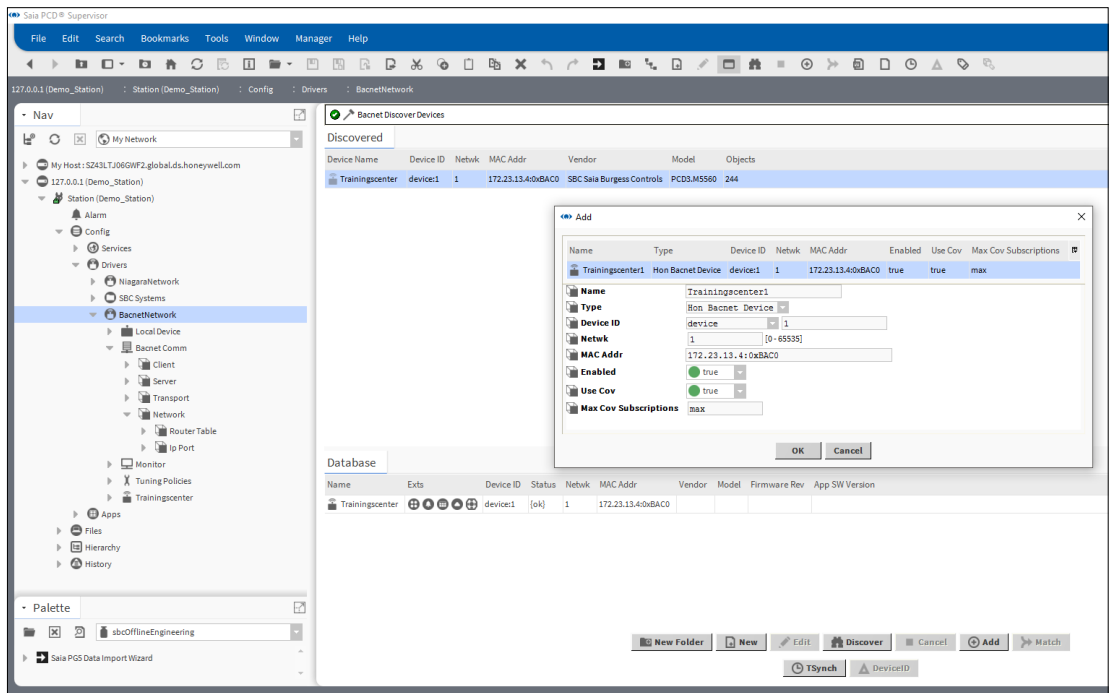 Saia PCD® Supervisor
File Edit Search Bookmarks Tools Window Manager Help
127.0.0.1 (Demo_Station) : Station (Demo_Station) : Config : Drivers : BacnetNetwork
Nav
My Network
My Host : SZ43LTJ06GWF2.global.ds.honeywell.com
127.0.0.1 (Demo_Station)
Station (Demo_Station)
Alarm
Config
Services
Drivers
NiagaraNetwork
SBC Systems
BacnetNetwork
Local Device
Bacnet Comm
Client
Server
Transport
Network
Router Table
Ip Port
Monitor
Tuning Policies
Trainingscenter
Apps
Files
Hierarchy
History
Palette
sbcOfflineEngineering
Saia PG5 Data Import Wizard
Bacnet Discover Devices
Discovered
Device Name Device ID Netwk MAC Addr Vendor Model Objects
Trainingscenter device:1 1 172.23.13.4:0xBAC0 SBC Saia Burgess Controls PCD3.M5560 244
Add
Name Type Device ID Netwk MAC Addr Enabled Use Cov Max Cov Subscriptions
Trainingscenter1 Hon Bacnet Device device:1 1 172.23.13.4:0xBAC0 true true max
Name Trainingscenter1
Type Hon Bacnet Device
Device ID device 1
Netwk 1 [0-65535]
MAC Addr 172.23.13.4:0xBAC0
Enabled true
Use Cov true
Max Cov Subscriptions max
OK Cancel
Database
Name Exts Device ID Status Netwk MAC Addr Vendor Model Firmware Rev App SW Version
Trainingscenter device:1 {ok} 1 172.23.13.4:0xBAC0
New Folder New Edit Discover Cancel Add Match
TSynch DeviceID